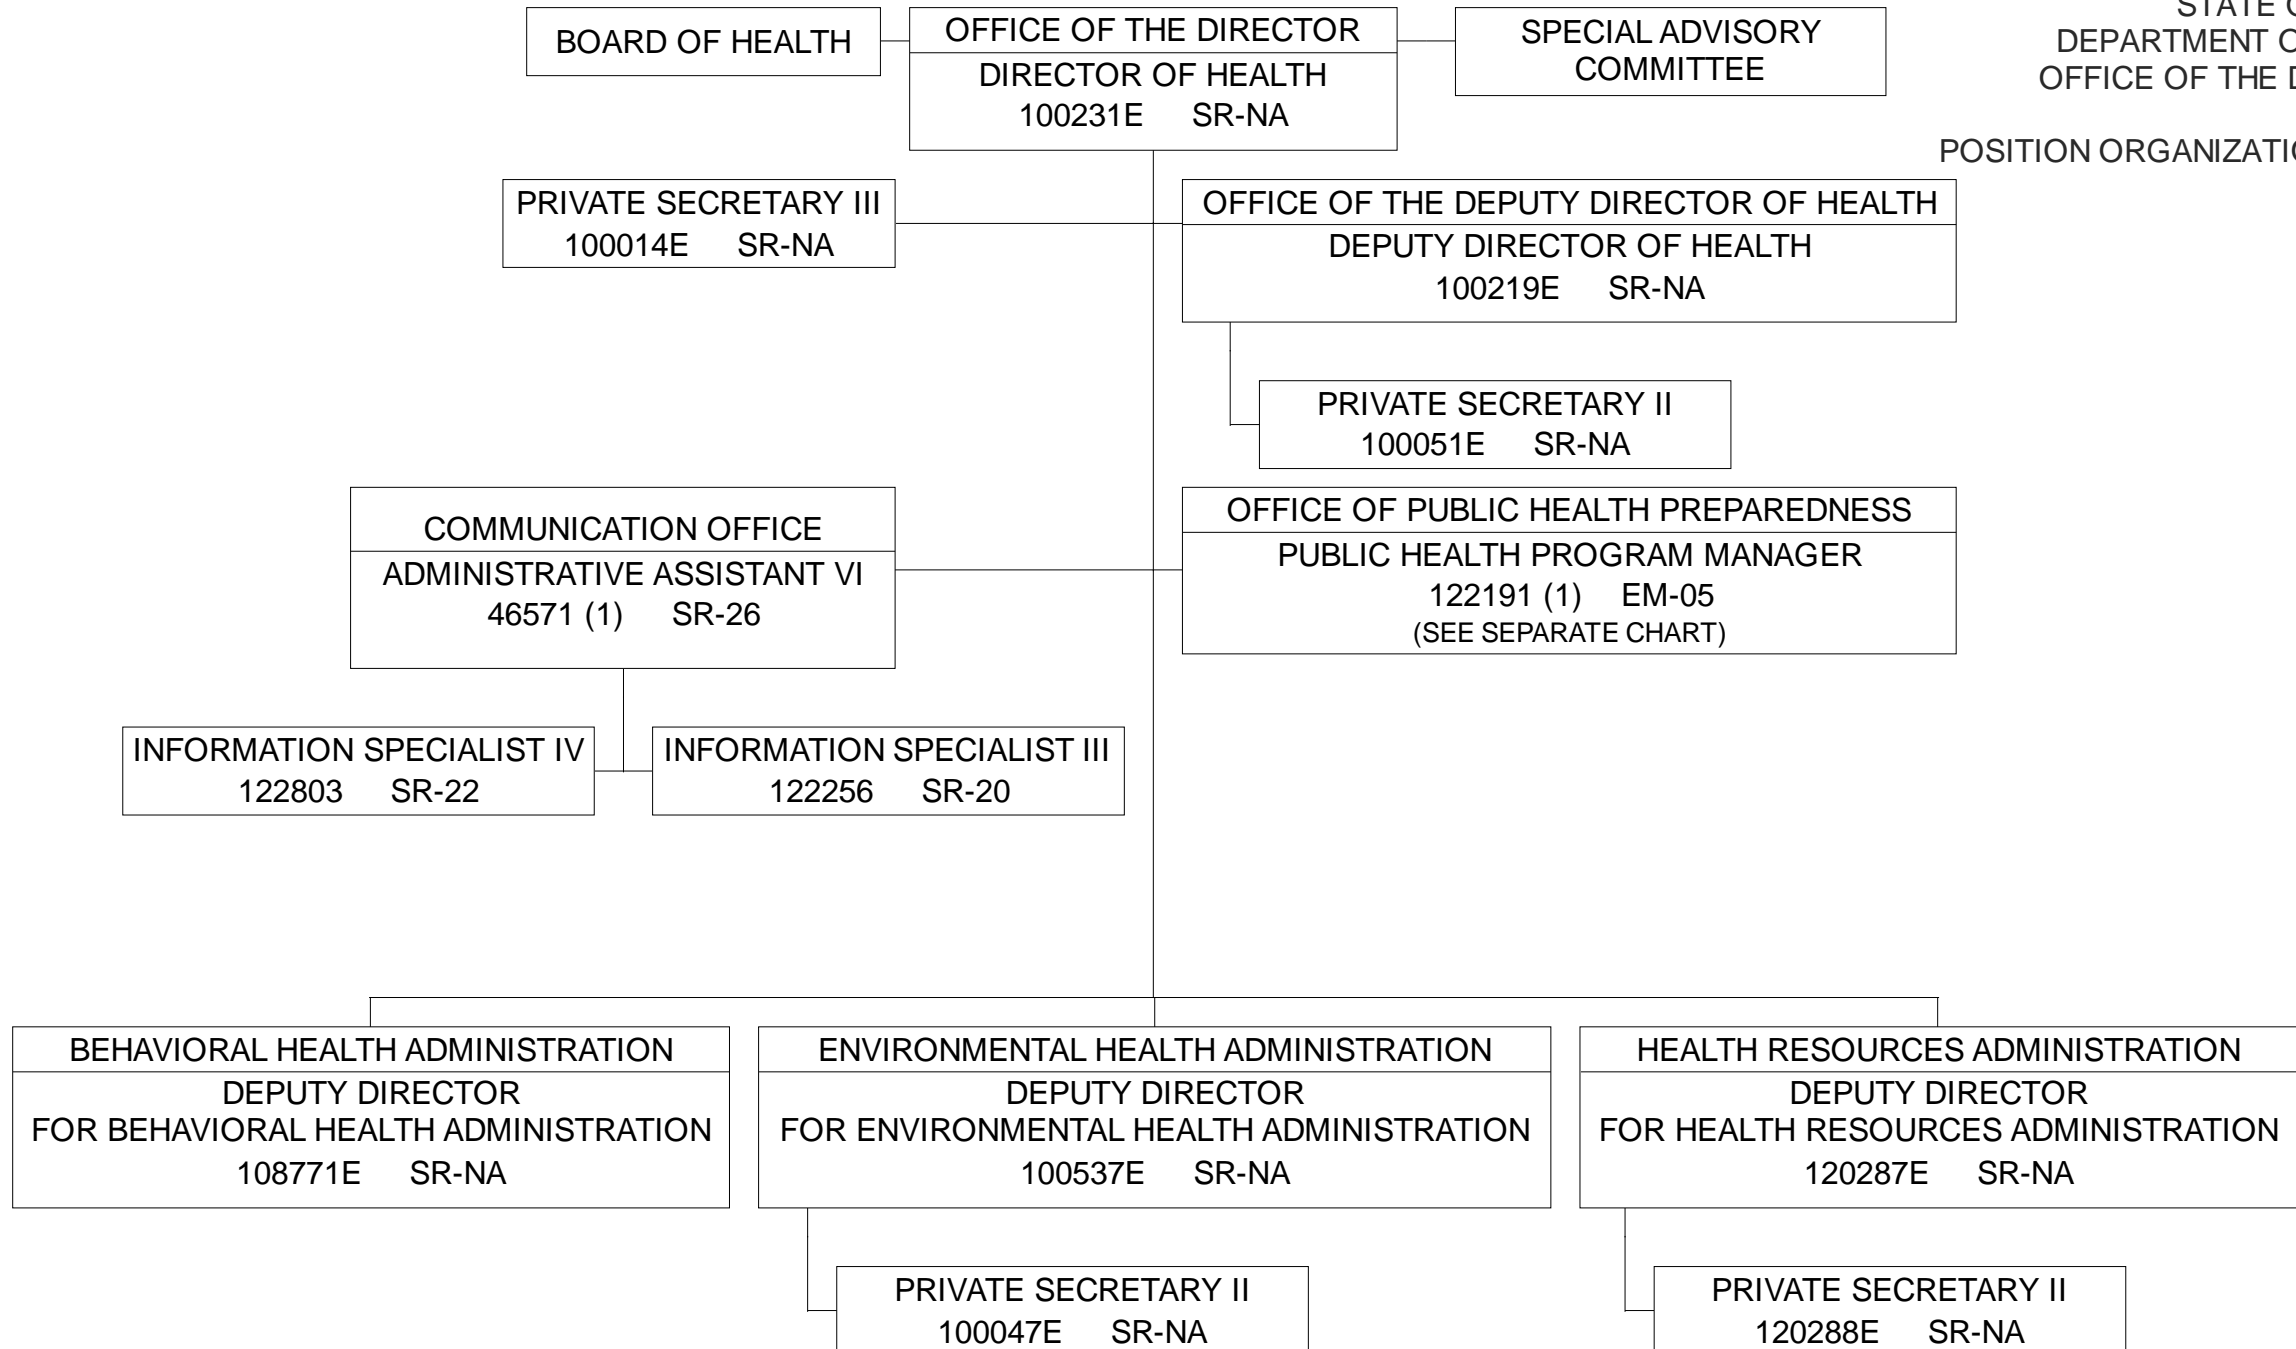 BOARD OF HEALTH
OFFICE OF THE DIRECTOR
DIRECTOR OF HEALTH
100231E SR-NA
SPECIAL ADVISORY
COMMITTEE
STATE
DEPARTMENT
OFFICE OF THE
POSITION
PRIVATE SECRETARY III
100014E SR-NA
OFFICE OF THE DEPUTY DIRECTOR OF HEALTH
DEPUTY DIRECTOR OF HEALTH
100219E SR-NA
PRIVATE SECRETARY II
100051E SR-NA
COMMUNICATION OFFICE
ADMINISTRATIVE ASSISTANT VI
46571 (1) SR-26
OFFICE OF PUBLIC HEALTH PREPAREDNESS
PUBLIC HEALTH PROGRAM MANAGER
122191 (1) EM-05
(SEE SEPARATE CHART)
INFORMATION SPECIALIST IV
122803 SR-22
INFORMATION SPECIALIST III
122256 SR-20
BEHAVIORAL HEALTH ADMINISTRATION
DEPUTY DIRECTOR
FOR BEHAVIORAL HEALTH ADMINISTRATION
108771E SR-NA
ENVIRONMENTAL HEALTH ADMINISTRATION
DEPUTY DIRECTOR
FOR ENVIRONMENTAL HEALTH ADMINISTRATION
100537E SR-NA
HEALTH RESOURCES ADMINISTRATION
DEPUTY DIRECTOR
FOR HEALTH RESOURCES ADMINISTRATION
120287E SR-NA
PRIVATE SECRETARY II
100047E SR-NA
PRIVATE SECRETARY II
120288E SR-NA